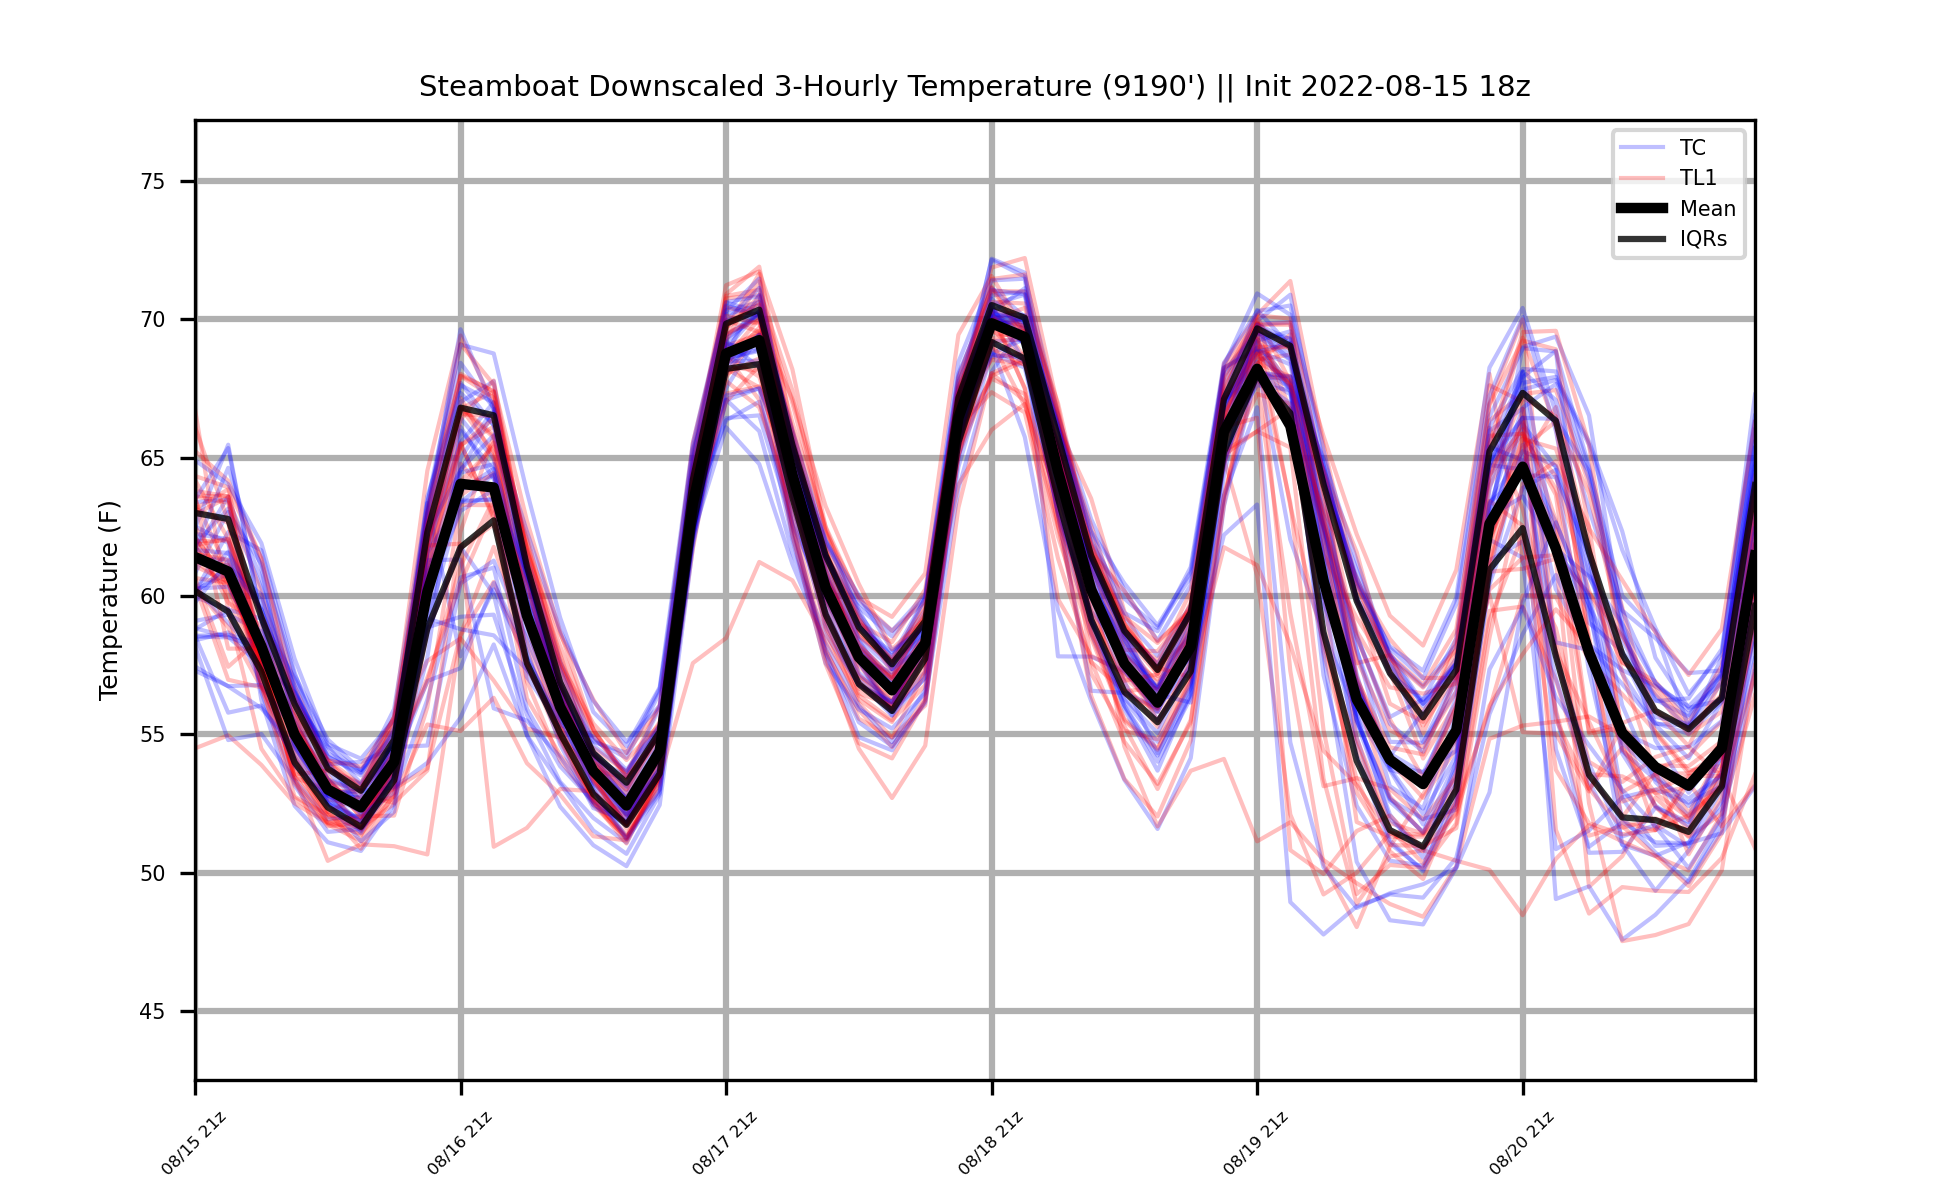 Steamboat Downscaled 3-Hourly Temperature (9190') || Init 2022-08-15 18z
TC
TL1
Mean
IQRs
Temperature (F)
75
70
65
60
55
50
45
08/15 21z
08/16 21z
08/17 21z
08/18 21z
08/19 21z
08/20 21z